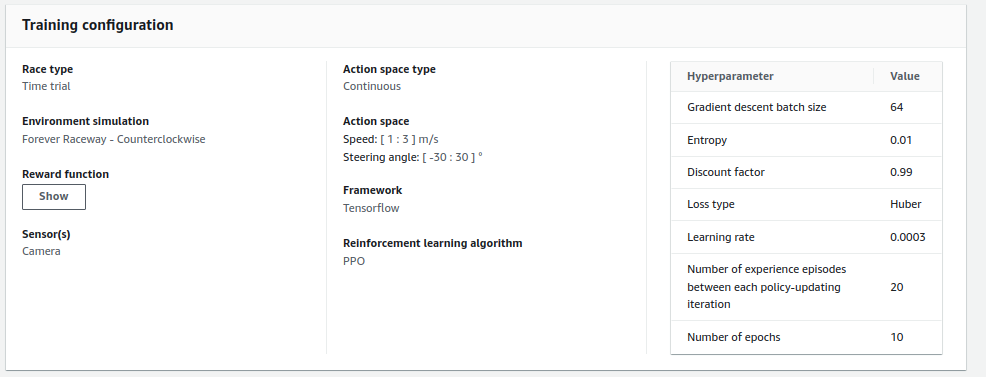 Training configuration
Race type
Time trial
Environment simulation
Forever Raceway - Counterclockwise
Reward function
Show
Sensor(s)
Camera
Action space type
Continuous
Action space
Speed: [ 1 : 3 ] m/s
Steering angle: [ -30 : 30 ] °
Framework
Tensorflow
Reinforcement learning algorithm
PPO
Hyperparameter Value
Gradient descent batch size 64
Entropy 0.01
Discount factor 0.99
Loss type Huber
Learning rate 0.0003
Number of experience episodes
between each policy-updating 20
iteration
Number of epochs 10